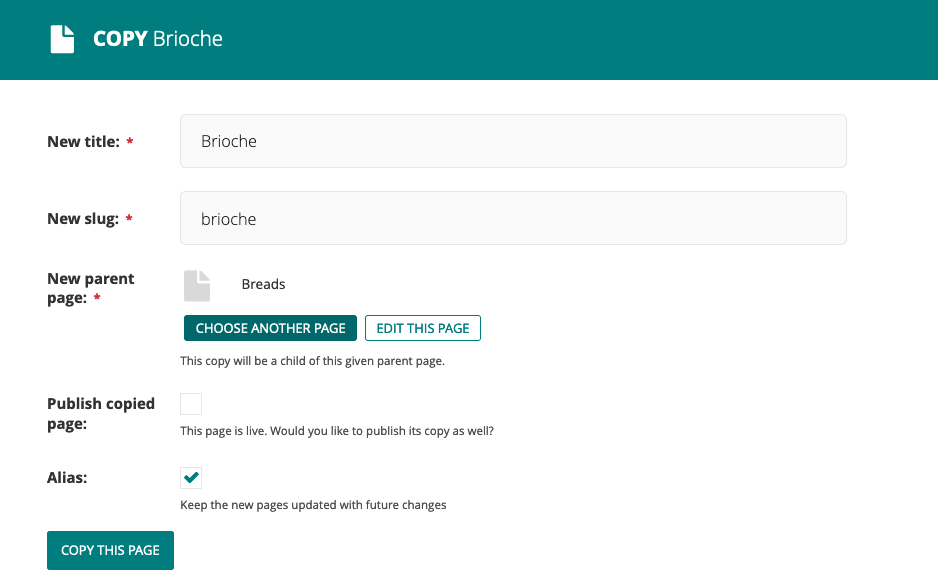 COPY Brioche
New title: *
Brioche
New slug: *
brioche
New parent
page: *
Breads
CHOOSE ANOTHER PAGE
EDIT THIS PAGE
This copy will be a child of this given parent page.
Publish copied
page:
This page is live. Would you like to publish its copy as well?
Alias:
Keep the new pages updated with future changes
COPY THIS PAGE